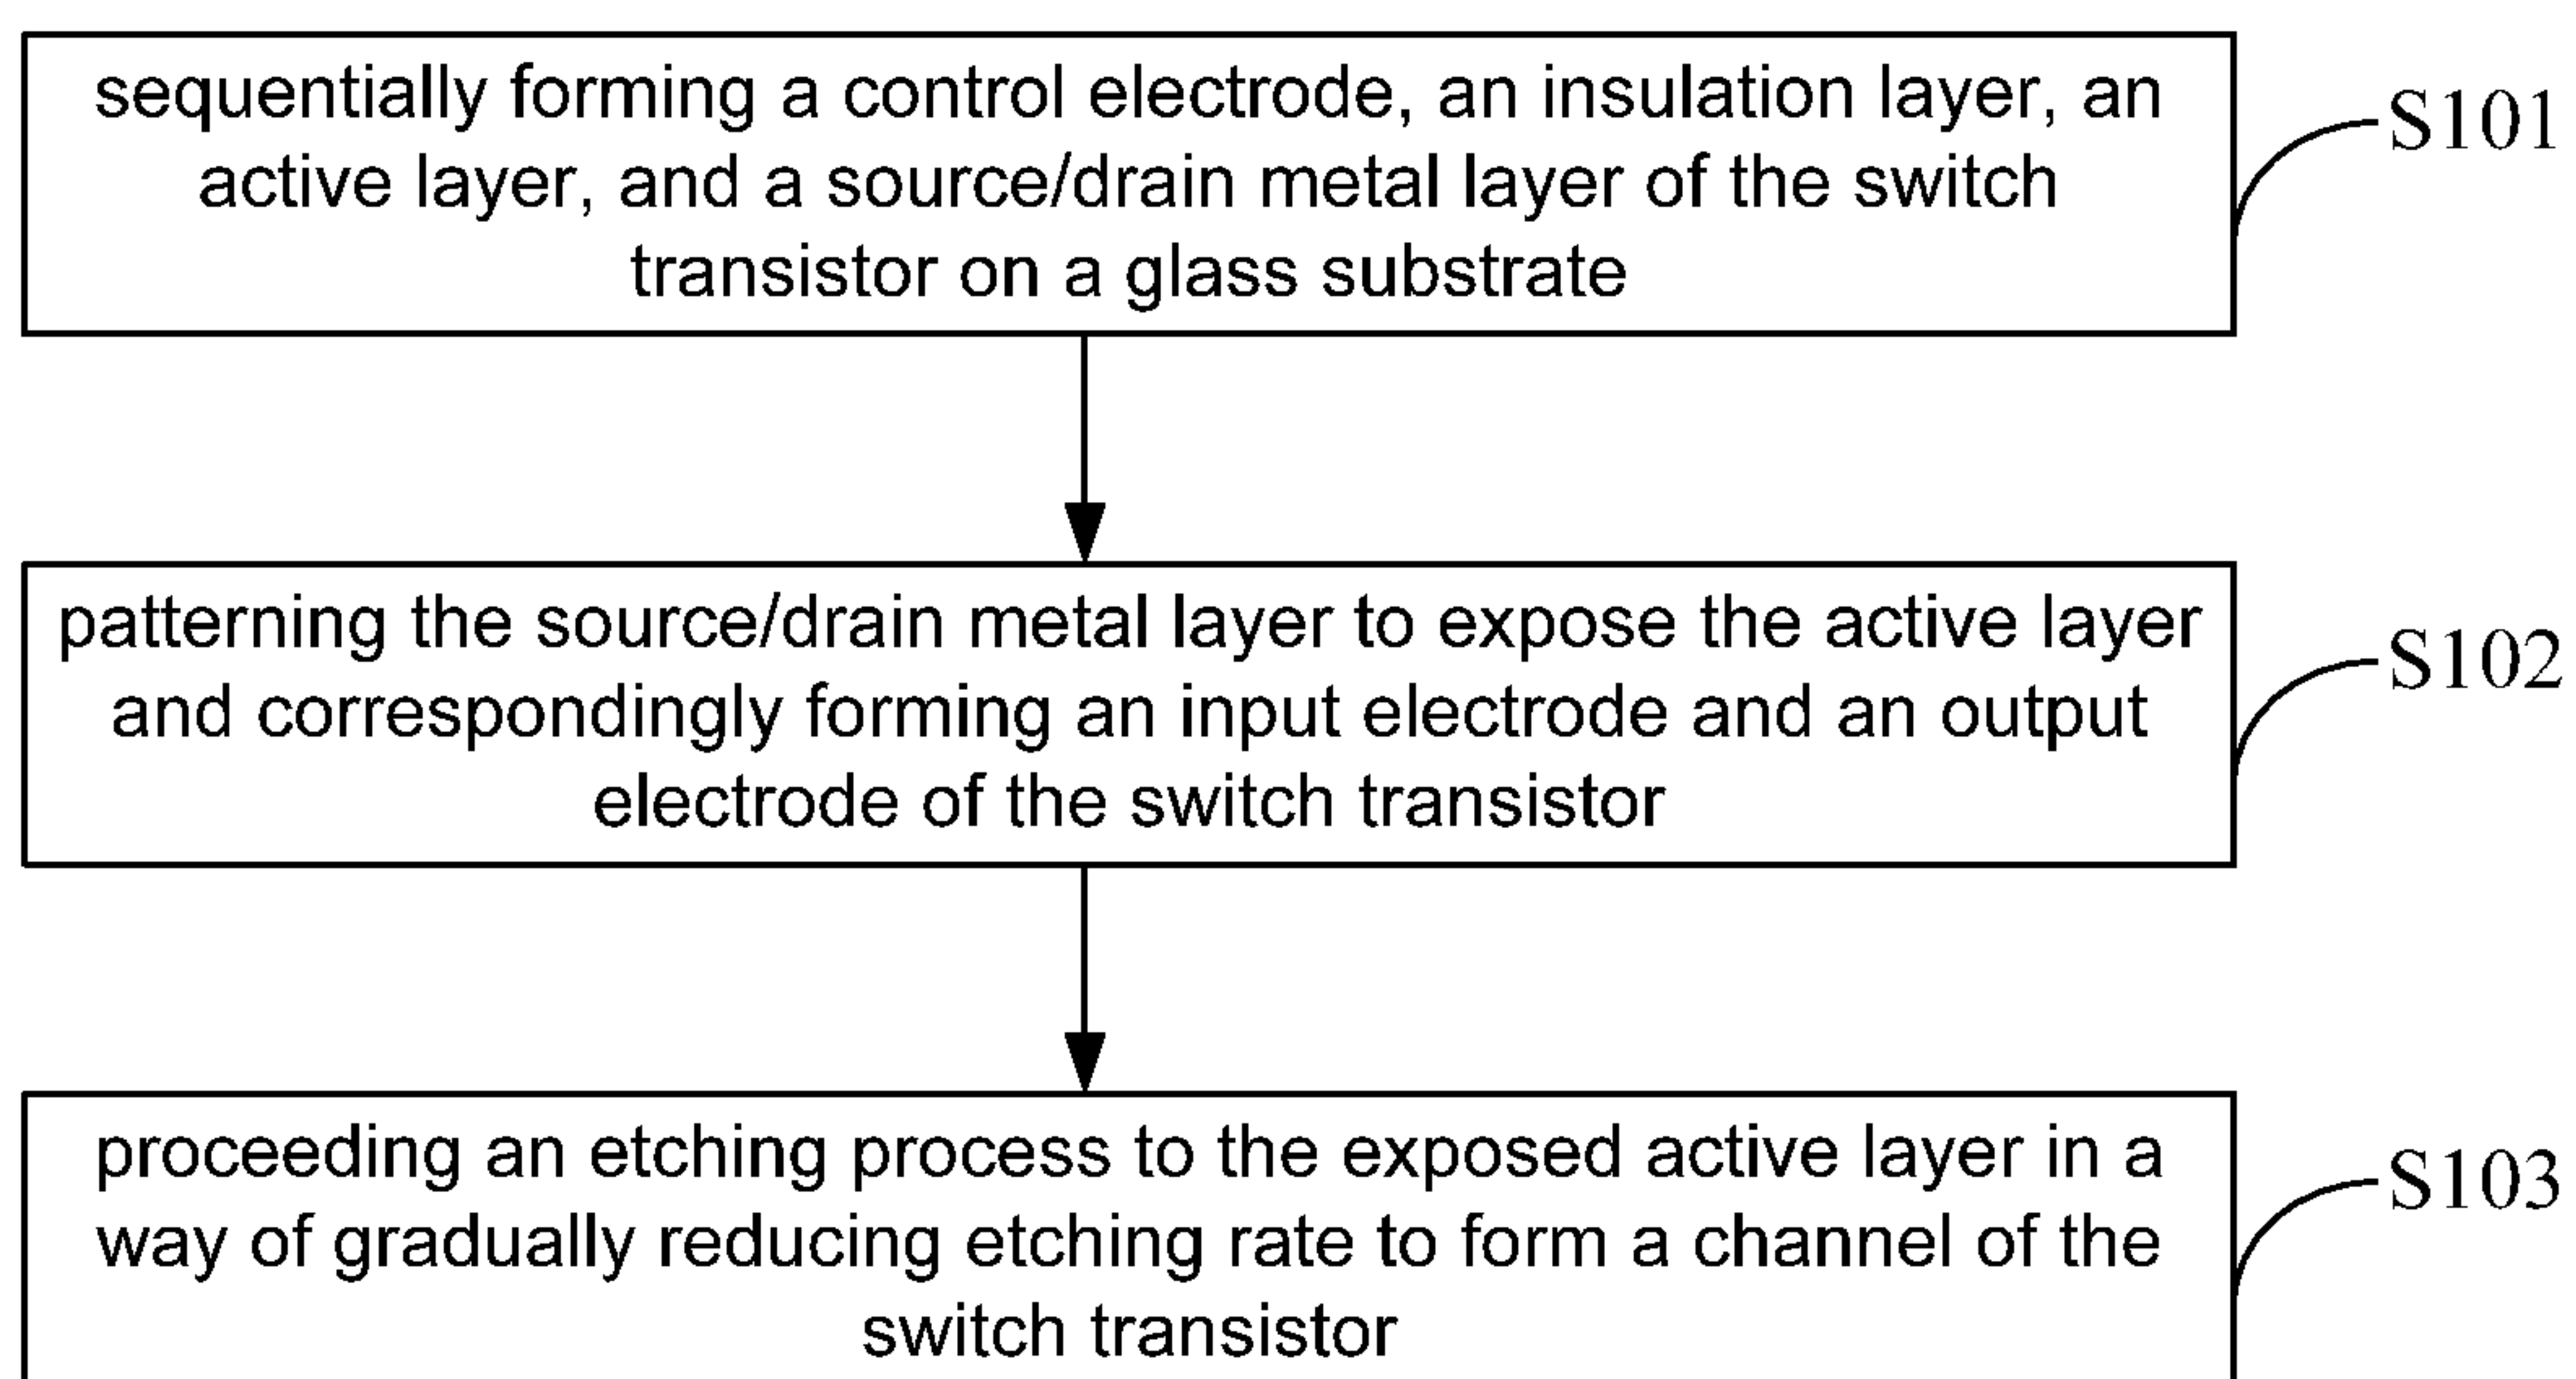 sequentially forming a control electrode, an insulation layer, an
active layer, and a source/drain metal layer of the switch
transistor on a glass substrate
S101
patterning the source/drain metal layer to expose the active layer
and correspondingly forming an input electrode and an output
electrode of the switch transistor
S102
proceeding an etching process to the exposed active layer in a
way of gradually reducing etching rate to form a channel of the
switch transistor
S103